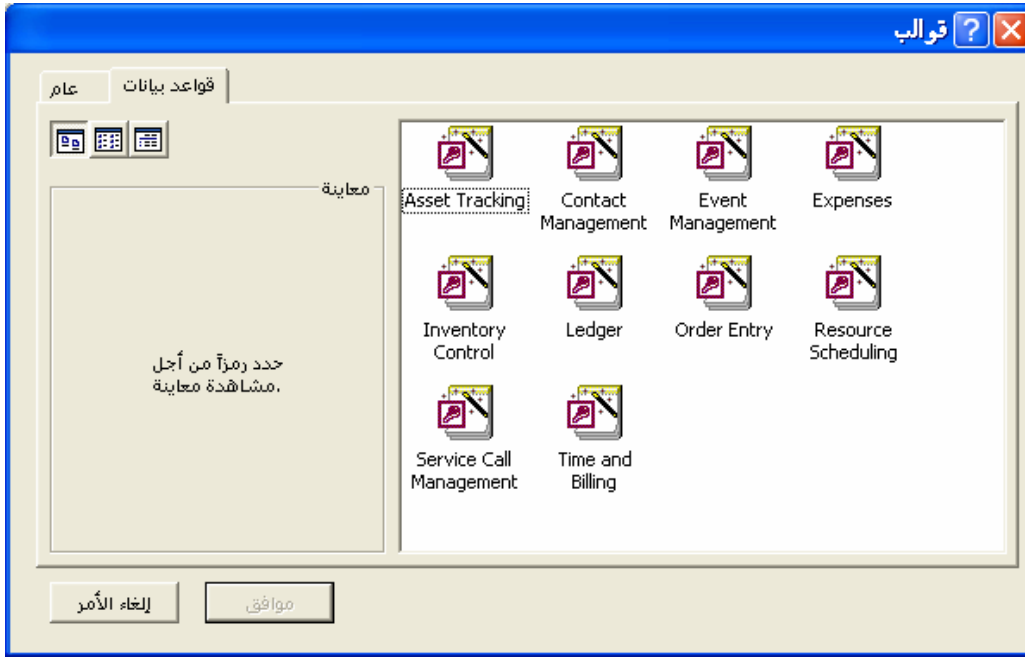 قوالب
قواعد بيانات
عام
معاينة
حدد رمزآ من أجل
مشاهدة معاينة.
Asset Tracking
Contact
Management
Event
Management
Expenses
Inventory
Control
Ledger
Order Entry
Resource
Scheduling
Service Call
Management
Time and
Billing
موافق
إلغاء الأمر